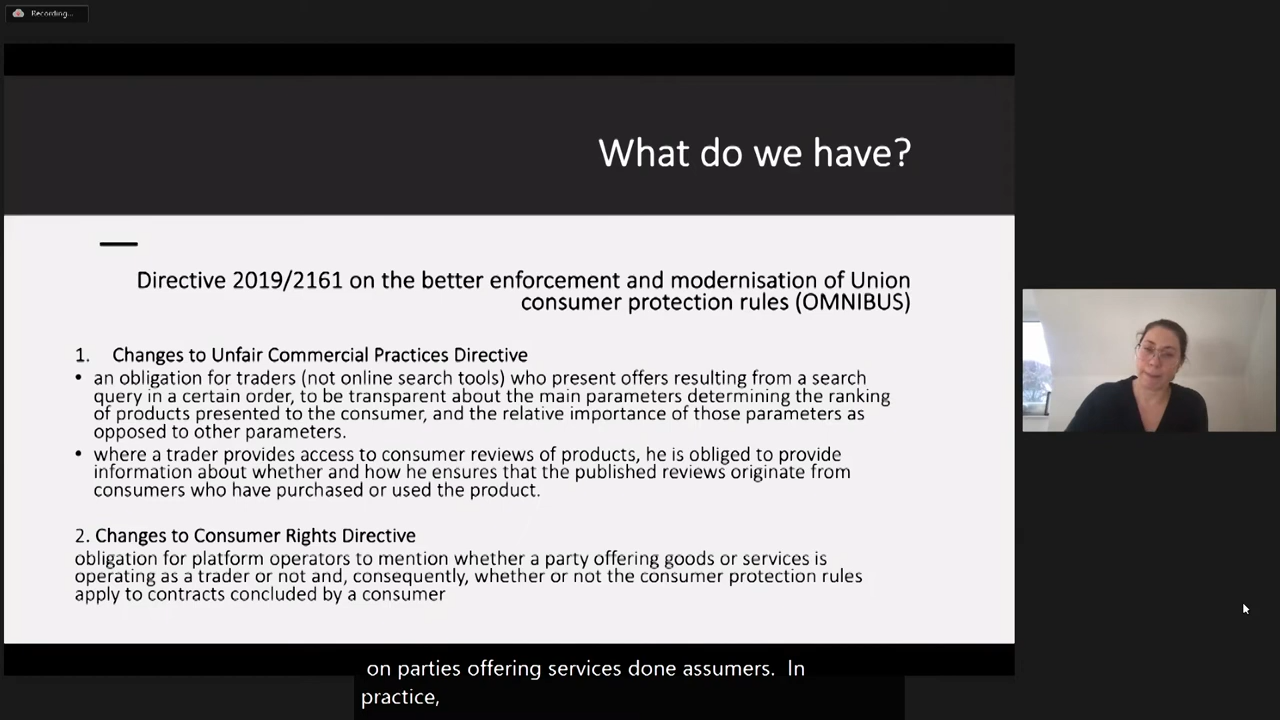 Recording...
What do we have?
Directive 2019/2161 on the better enforcement and modernisation of Union
consumer protection rules (OMNIBUS)
1. Changes to Unfair Commercial Practices Directive
• an obligation for traders (not online search tools) who present offers resulting from a search
query in a certain order, to be transparent about the main parameters determining the ranking
of products presented to the consumer, and the relative importance of those parameters as
opposed to other parameters.
• where a trader provides access to consumer reviews of products, he is obliged to provide
information about whether and how he ensures that the published reviews originate from
consumers who have purchased or used the product.
2. Changes to Consumer Rights Directive
obligation for platform operators to mention whether a party offering goods or services is
operating as a trader or not and, consequently, whether or not the consumer protection rules
apply to contracts concluded by a consumer
on parties offering services done assumers. In
practice,